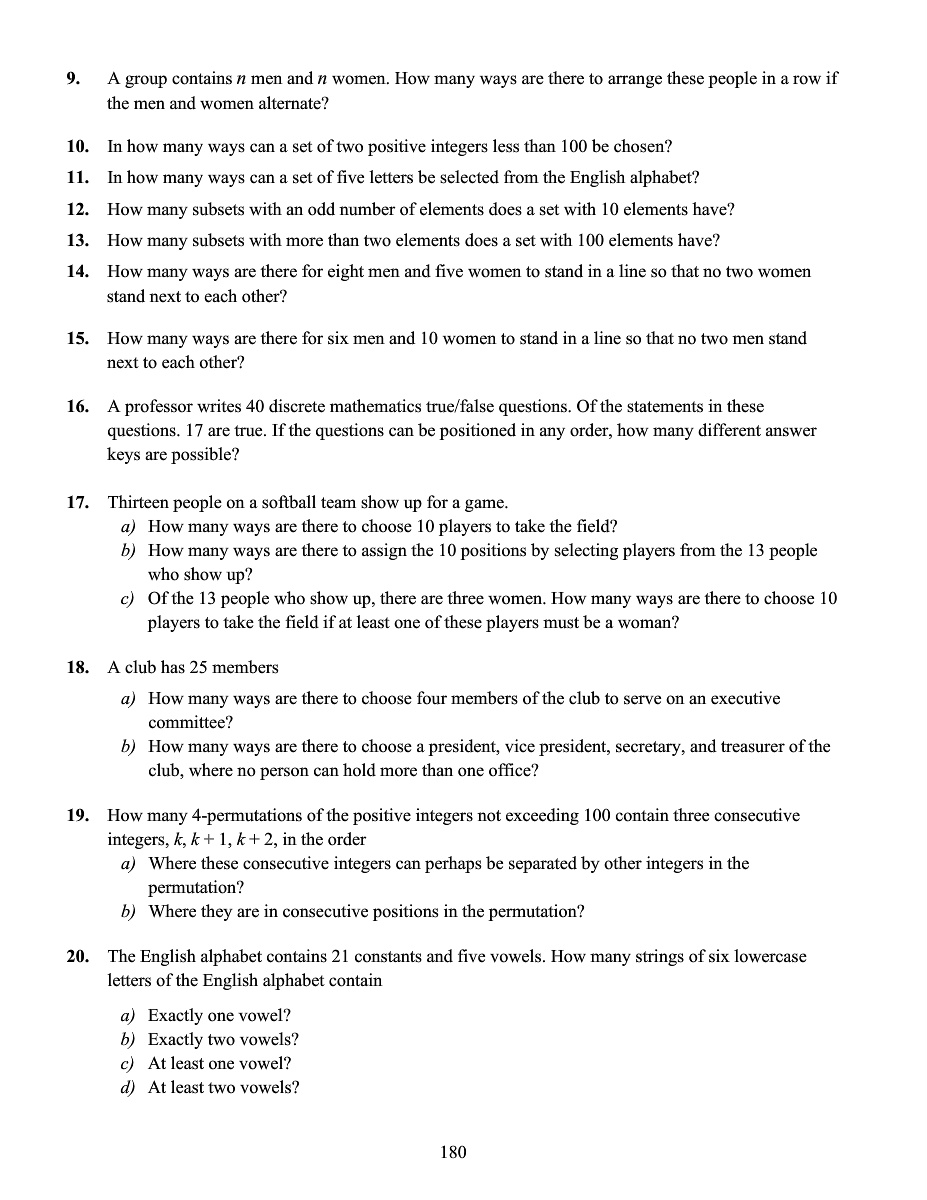 9. A group contains n men and n women. How many ways are there to arrange these people in a row if
the men and women alternate?
10. In how many ways can a set of two positive integers less than 100 be chosen?
11. In how many ways can a set of five letters be selected from the English alphabet?
12. How many subsets with an odd number of elements does a set with 10 elements have?
13. How many subsets with more than two elements does a set with 100 elements have?
14. How many ways are there for eight men and five women to stand in a line so that no two women
stand next to each other?
15. How many ways are there for six men and 10 women to stand in a line so that no two men stand
next to each other?
16. A professor writes 40 discrete mathematics true/false questions. Of the statements in these
questions. 17 are true. If the questions can be positioned in any order, how many different answer
keys are possible?
17. Thirteen people on a softball team show up for a game.
a) How many ways are there to choose 10 players to take the field?
b) How many ways are there to assign the 10 positions by selecting players from the 13 people
who show up?
c) Of the 13 people who show up, there are three women. How many ways are there to choose 10
players to take the field if at least one of these players must be a woman?
18. A club has 25 members
a) How many ways are there to choose four members of the club to serve on an executive
committee?
b) How many ways are there to choose a president, vice president, secretary, and treasurer of the
club, where no person can hold more than one office?
19. How many 4-permutations of the positive integers not exceeding 100 contain three consecutive
integers, k, k + 1, k + 2, in the order
a) Where these consecutive integers can perhaps be separated by other integers in the
permutation?
b) Where they are in consecutive positions in the permutation?
20. The English alphabet contains 21 constants and five vowels. How many strings of six lowercase
letters of the English alphabet contain
a) Exactly one vowel?
b) Exactly two vowels?
c) At least one vowel?
d) At least two vowels?
180